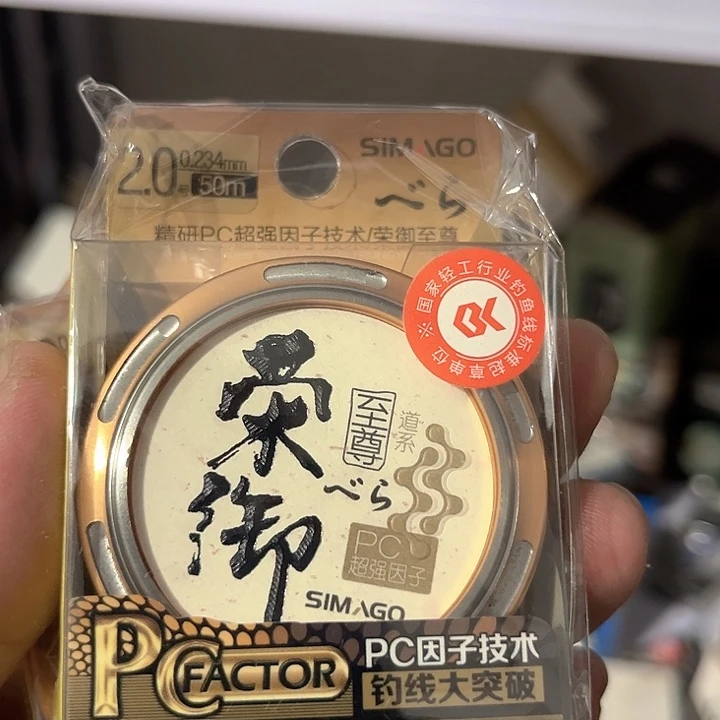 2.0号 0.234mm
50m
SIMAGO
べら
精研PC超强因子技术/荣御至尊
※国家轻工行业钓鱼线标准起草单位
荣御
至尊
道系
べら
PC
超强因子
SIMAGO
PC FACTOR
PC因子技术
钓线大突破